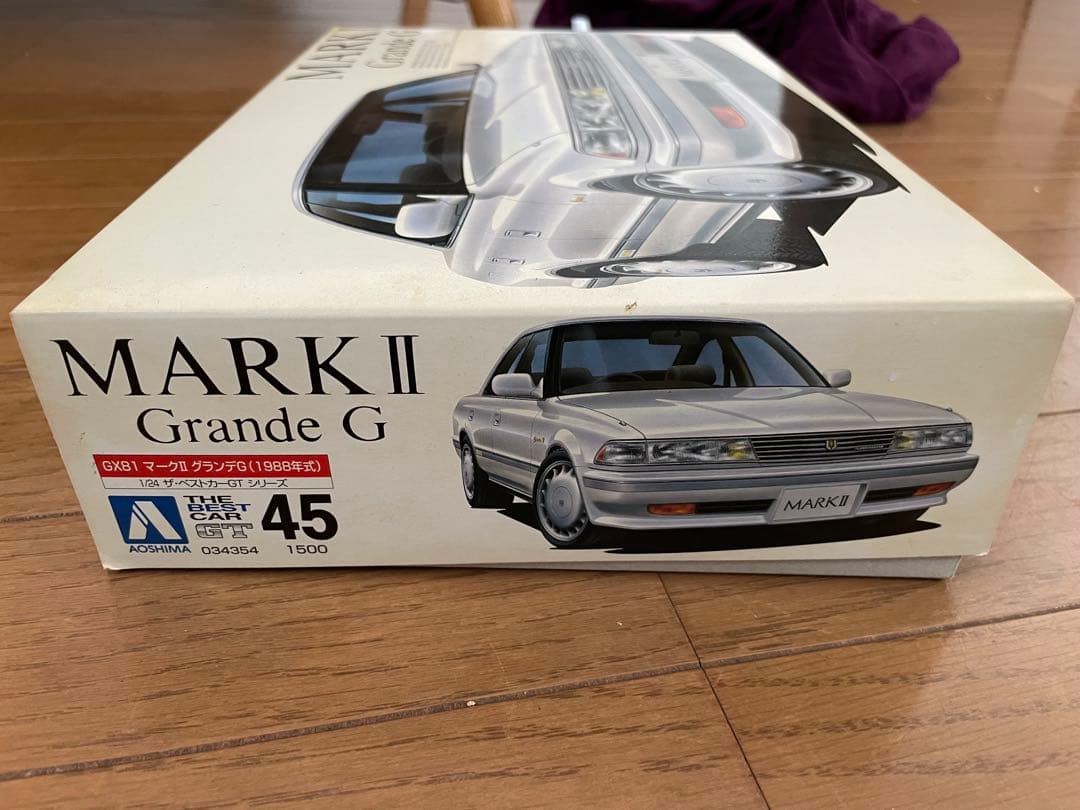 MARK
Grande G
MARK II
Grande G
GX81 マークⅡ グランデG(1988年式)
1/24 ザ・ベストカーGT シリーズ
AOSHIMA
THE
BEST
CAR
GT
45
034354
1500
MARK II